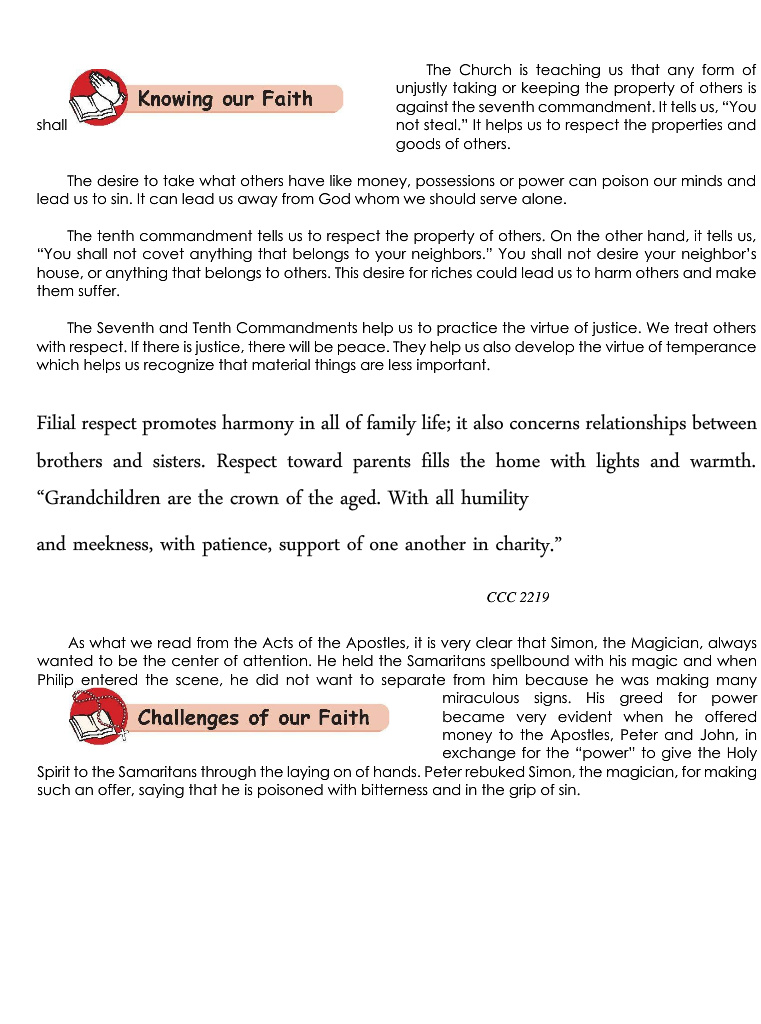 Knowing our Faith
The Church is teaching us that any form of
unjustly taking or keeping the property of others is
against the seventh commandment. It tells us, “You
shall not steal.” It helps us to respect the properties and
goods of others.
The desire to take what others have like money, possessions or power can poison our minds and
lead us to sin. It can lead us away from God whom we should serve alone.
The tenth commandment tells us to respect the property of others. On the other hand, it tells us,
“You shall not covet anything that belongs to your neighbors.” You shall not desire your neighbor’s
house, or anything that belongs to others. This desire for riches could lead us to harm others and make
them suffer.
The Seventh and Tenth Commandments help us to practice the virtue of justice. We treat others
with respect. If there is justice, there will be peace. They help us also develop the virtue of temperance
which helps us recognize that material things are less important.
Filial respect promotes harmony in all of family life; it also concerns relationships between
brothers and sisters. Respect toward parents fills the home with lights and warmth.
“Grandchildren are the crown of the aged. With all humility
and meekness, with patience, support of one another in charity.”
CCC 2219
As what we read from the Acts of the Apostles, it is very clear that Simon, the Magician, always
wanted to be the center of attention. He held the Samaritans spellbound with his magic and when
Philip entered the scene, he did not want to separate from him because he was making many
Challenges of our Faith
miraculous signs. His greed for power
became very evident when he offered
money to the Apostles, Peter and John, in
exchange for the “power” to give the Holy
Spirit to the Samaritans through the laying on of hands. Peter rebuked Simon, the magician, for making
such an offer, saying that he is poisoned with bitterness and in the grip of sin.